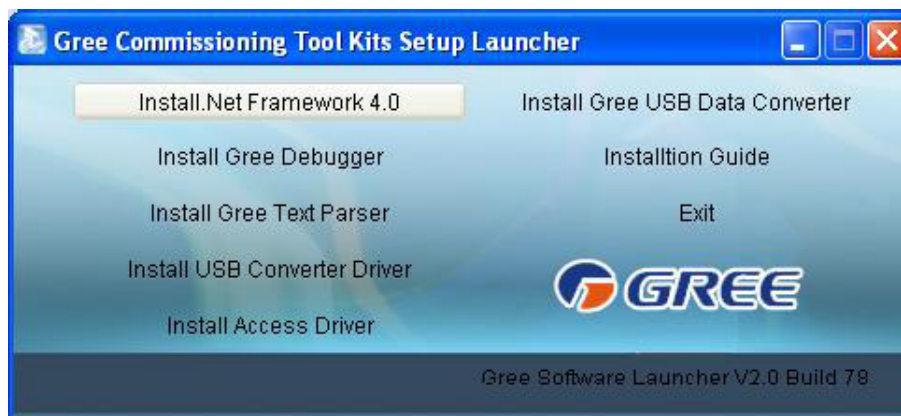 Gree Commissioning Tool Kits Setup Launcher
Install.Net Framework 4.0
Install Gree Debugger
Install Gree Text Parser
Install USB Converter Driver
Install Access Driver
Install Gree USB Data Converter
Installtion Guide
Exit
GREE
Gree Software Launcher V2.0 Build 78